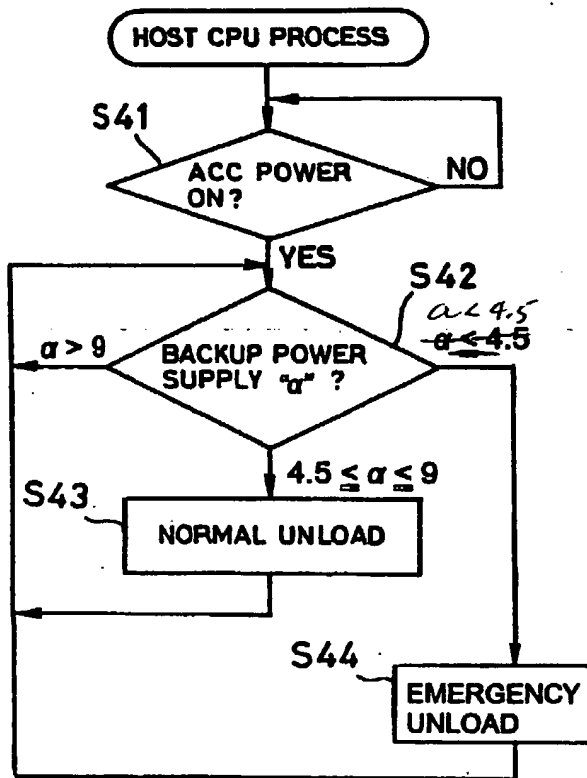 HOST CPU PROCESS
S41
ACC POWER
ON?
NO
YES
S42
α < 4.5
α < 4.5
α > 9
BACKUP POWER
SUPPLY "α" ?
4.5 ≤ α ≤ 9
S43
NORMAL UNLOAD
S44
EMERGENCY
UNLOAD